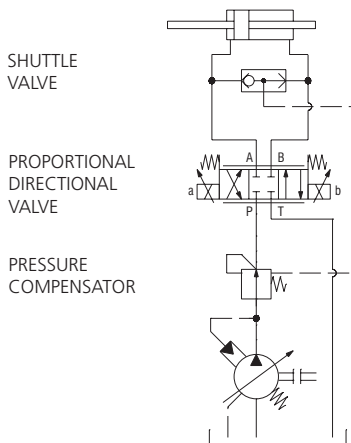 SHUTTLE
VALVE
PROPORTIONAL
DIRECTIONAL
VALVE
A B
a b
P T
PRESSURE
COMPENSATOR